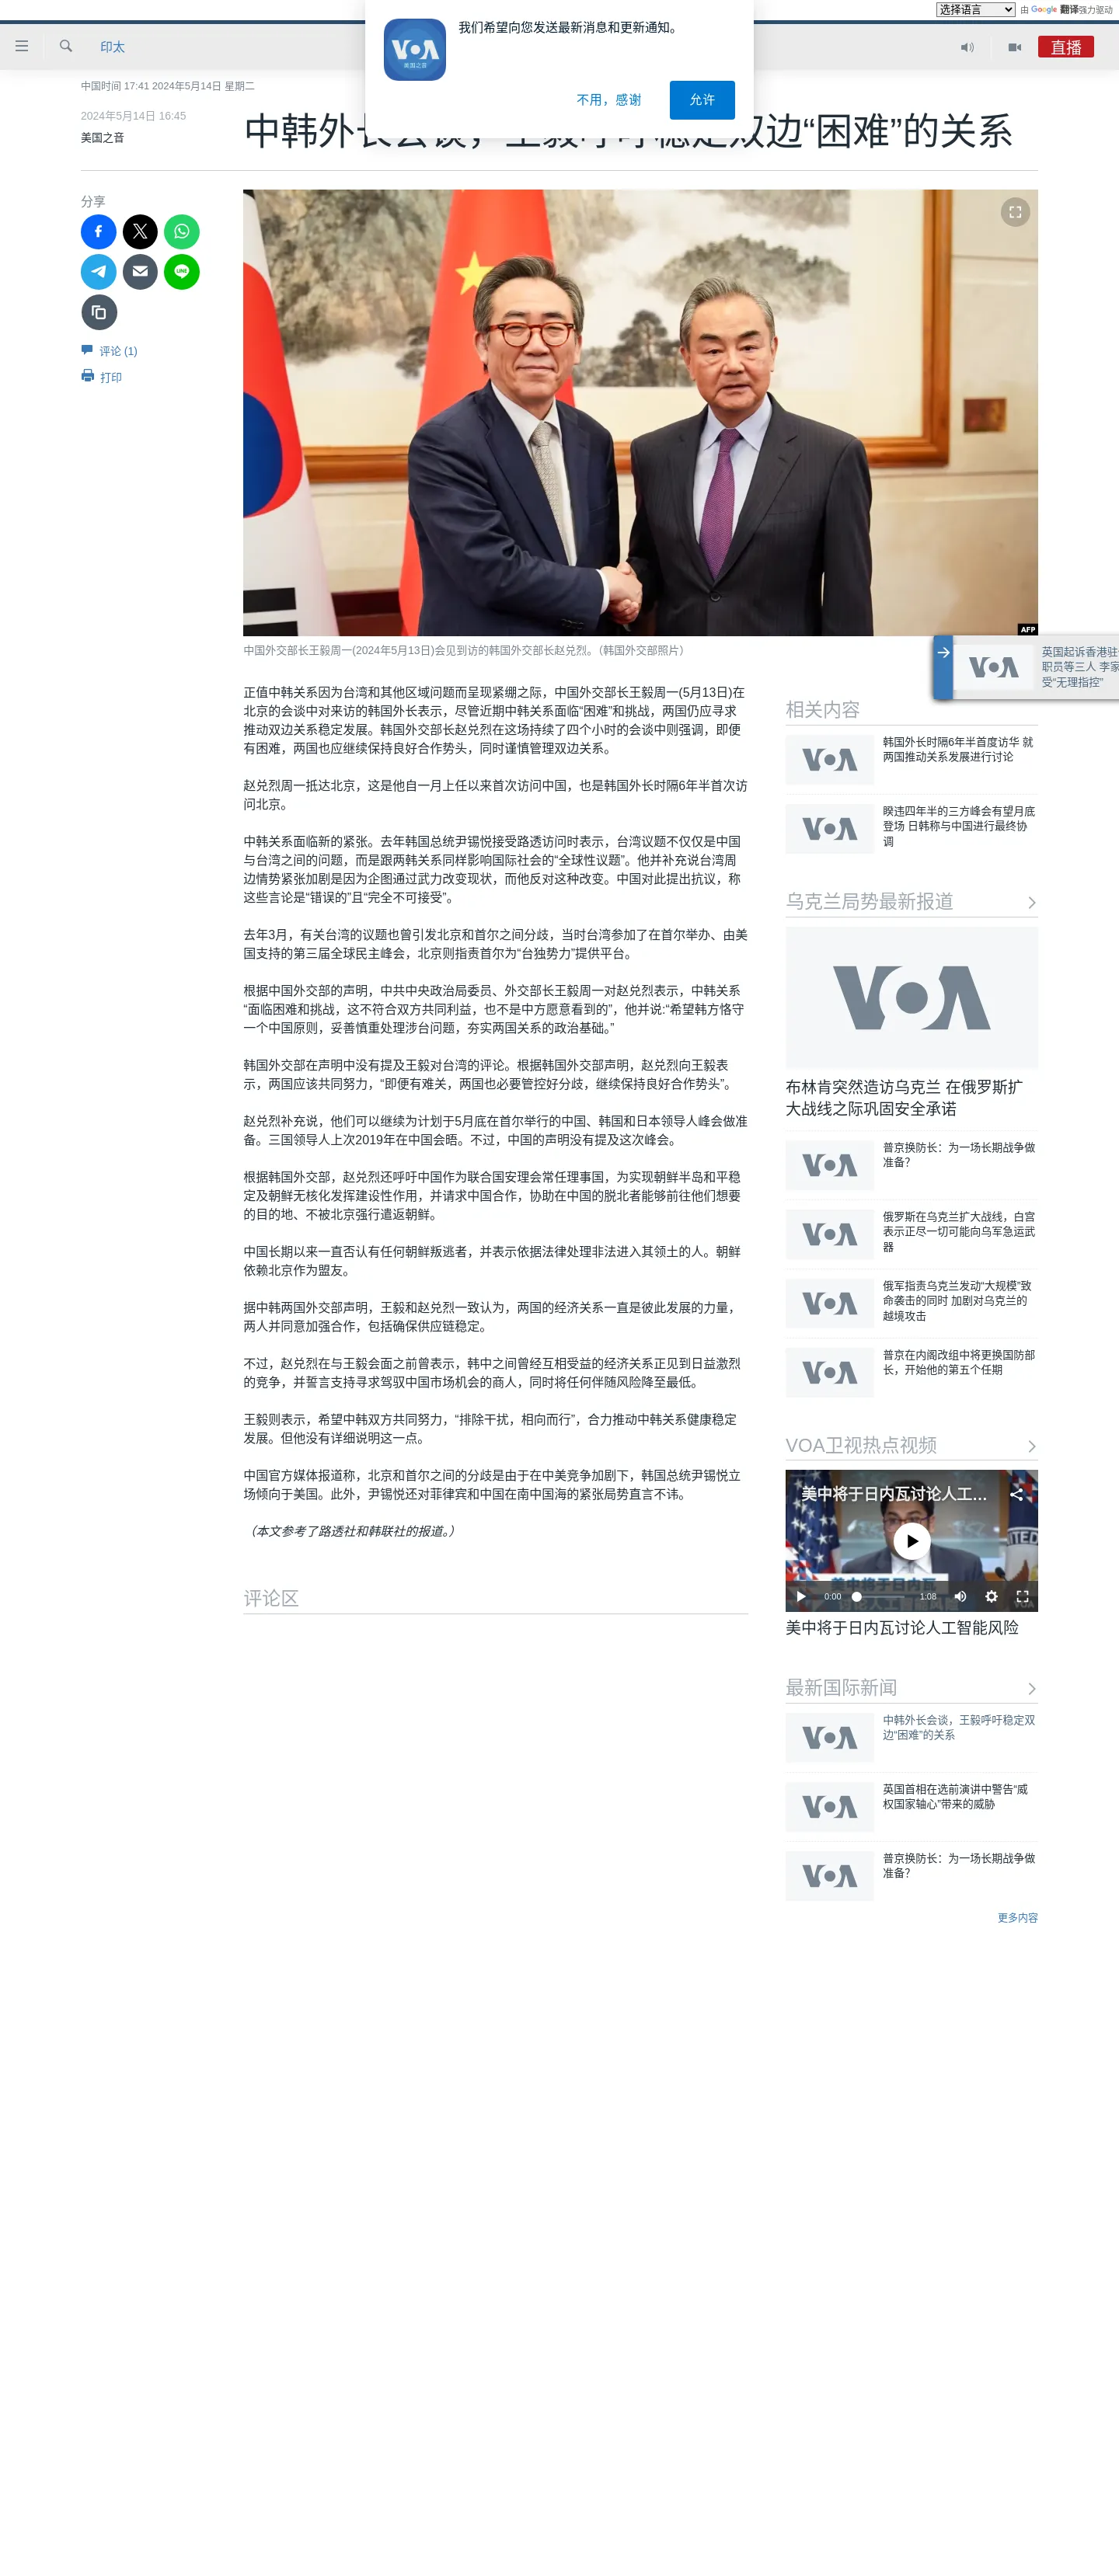 选择语言
由 Google 翻译强力驱动
印太
直播
VOA
美国之音
我们希望向您发送最新消息和更新通知。
不用，感谢
允许
中国时间 17:41 2024年5月14日 星期二
2024年5月14日 16:45
美国之音
中韩外长会谈，王毅呼吁稳定双边“困难”的关系
分享
LINE
评论 (1)
打印
AFP
中国外交部长王毅周一(2024年5月13日)会见到访的韩国外交部长赵兑烈。（韩国外交部照片）
英国起诉香港驻
职员等三人 李家
受“无理指控”
VOA
正值中韩关系因为台湾和其他区域问题而呈现紧绷之际，中国外交部长王毅周一(5月13日)在
北京的会谈中对来访的韩国外长表示，尽管近期中韩关系面临“困难”和挑战，两国仍应寻求
推动双边关系稳定发展。韩国外交部长赵兑烈在这场持续了四个小时的会谈中则强调，即便
有困难，两国也应继续保持良好合作势头，同时谨慎管理双边关系。
赵兑烈周一抵达北京，这是他自一月上任以来首次访问中国，也是韩国外长时隔6年半首次访
问北京。
中韩关系面临新的紧张。去年韩国总统尹锡悦接受路透访问时表示，台湾议题不仅仅是中国
与台湾之间的问题，而是跟两韩关系同样影响国际社会的“全球性议题”。他并补充说台湾周
边情势紧张加剧是因为企图通过武力改变现状，而他反对这种改变。中国对此提出抗议，称
这些言论是“错误的”且“完全不可接受”。
去年3月，有关台湾的议题也曾引发北京和首尔之间分歧，当时台湾参加了在首尔举办、由美
国支持的第三届全球民主峰会，北京则指责首尔为“台独势力”提供平台。
根据中国外交部的声明，中共中央政治局委员、外交部长王毅周一对赵兑烈表示，中韩关系
“面临困难和挑战，这不符合双方共同利益，也不是中方愿意看到的”，他并说:“希望韩方恪守
一个中国原则，妥善慎重处理涉台问题，夯实两国关系的政治基础。”
韩国外交部在声明中没有提及王毅对台湾的评论。根据韩国外交部声明，赵兑烈向王毅表
示，两国应该共同努力，“即便有难关，两国也必要管控好分歧，继续保持良好合作势头”。
赵兑烈补充说，他们可以继续为计划于5月底在首尔举行的中国、韩国和日本领导人峰会做准
备。三国领导人上次2019年在中国会晤。不过，中国的声明没有提及这次峰会。
根据韩国外交部，赵兑烈还呼吁中国作为联合国安理会常任理事国，为实现朝鲜半岛和平稳
定及朝鲜无核化发挥建设性作用，并请求中国合作，协助在中国的脱北者能够前往他们想要
的目的地、不被北京强行遣返朝鲜。
中国长期以来一直否认有任何朝鲜叛逃者，并表示依据法律处理非法进入其领土的人。朝鲜
依赖北京作为盟友。
据中韩两国外交部声明，王毅和赵兑烈一致认为，两国的经济关系一直是彼此发展的力量，
两人并同意加强合作，包括确保供应链稳定。
不过，赵兑烈在与王毅会面之前曾表示，韩中之间曾经互相受益的经济关系正见到日益激烈
的竞争，并誓言支持寻求驾驭中国市场机会的商人，同时将任何伴随风险降至最低。
王毅则表示，希望中韩双方共同努力，“排除干扰，相向而行”，合力推动中韩关系健康稳定
发展。但他没有详细说明这一点。
中国官方媒体报道称，北京和首尔之间的分歧是由于在中美竞争加剧下，韩国总统尹锡悦立
场倾向于美国。此外，尹锡悦还对菲律宾和中国在南中国海的紧张局势直言不讳。
（本文参考了路透社和韩联社的报道。）
评论区
相关内容
VOA
韩国外长时隔6年半首度访华 就
两国推动关系发展进行讨论
VOA
睽违四年半的三方峰会有望月底
登场 日韩称与中国进行最终协
调
乌克兰局势最新报道
VOA
布林肯突然造访乌克兰 在俄罗斯扩
大战线之际巩固安全承诺
VOA
普京换防长：为一场长期战争做
准备？
VOA
俄罗斯在乌克兰扩大战线，白宫
表示正尽一切可能向乌军急运武
器
VOA
俄军指责乌克兰发动“大规模”致
命袭击的同时 加剧对乌克兰的
越境攻击
VOA
普京在内阁改组中将更换国防部
长，开始他的第五个任期
VOA卫视热点视频
美中将于日内瓦讨论人工...
0:00
1:08
美中将于日内瓦讨论人工智能风险
最新国际新闻
VOA
中韩外长会谈，王毅呼吁稳定双
边“困难”的关系
VOA
英国首相在选前演讲中警告“威
权国家轴心”带来的威胁
VOA
普京换防长：为一场长期战争做
准备？
更多内容